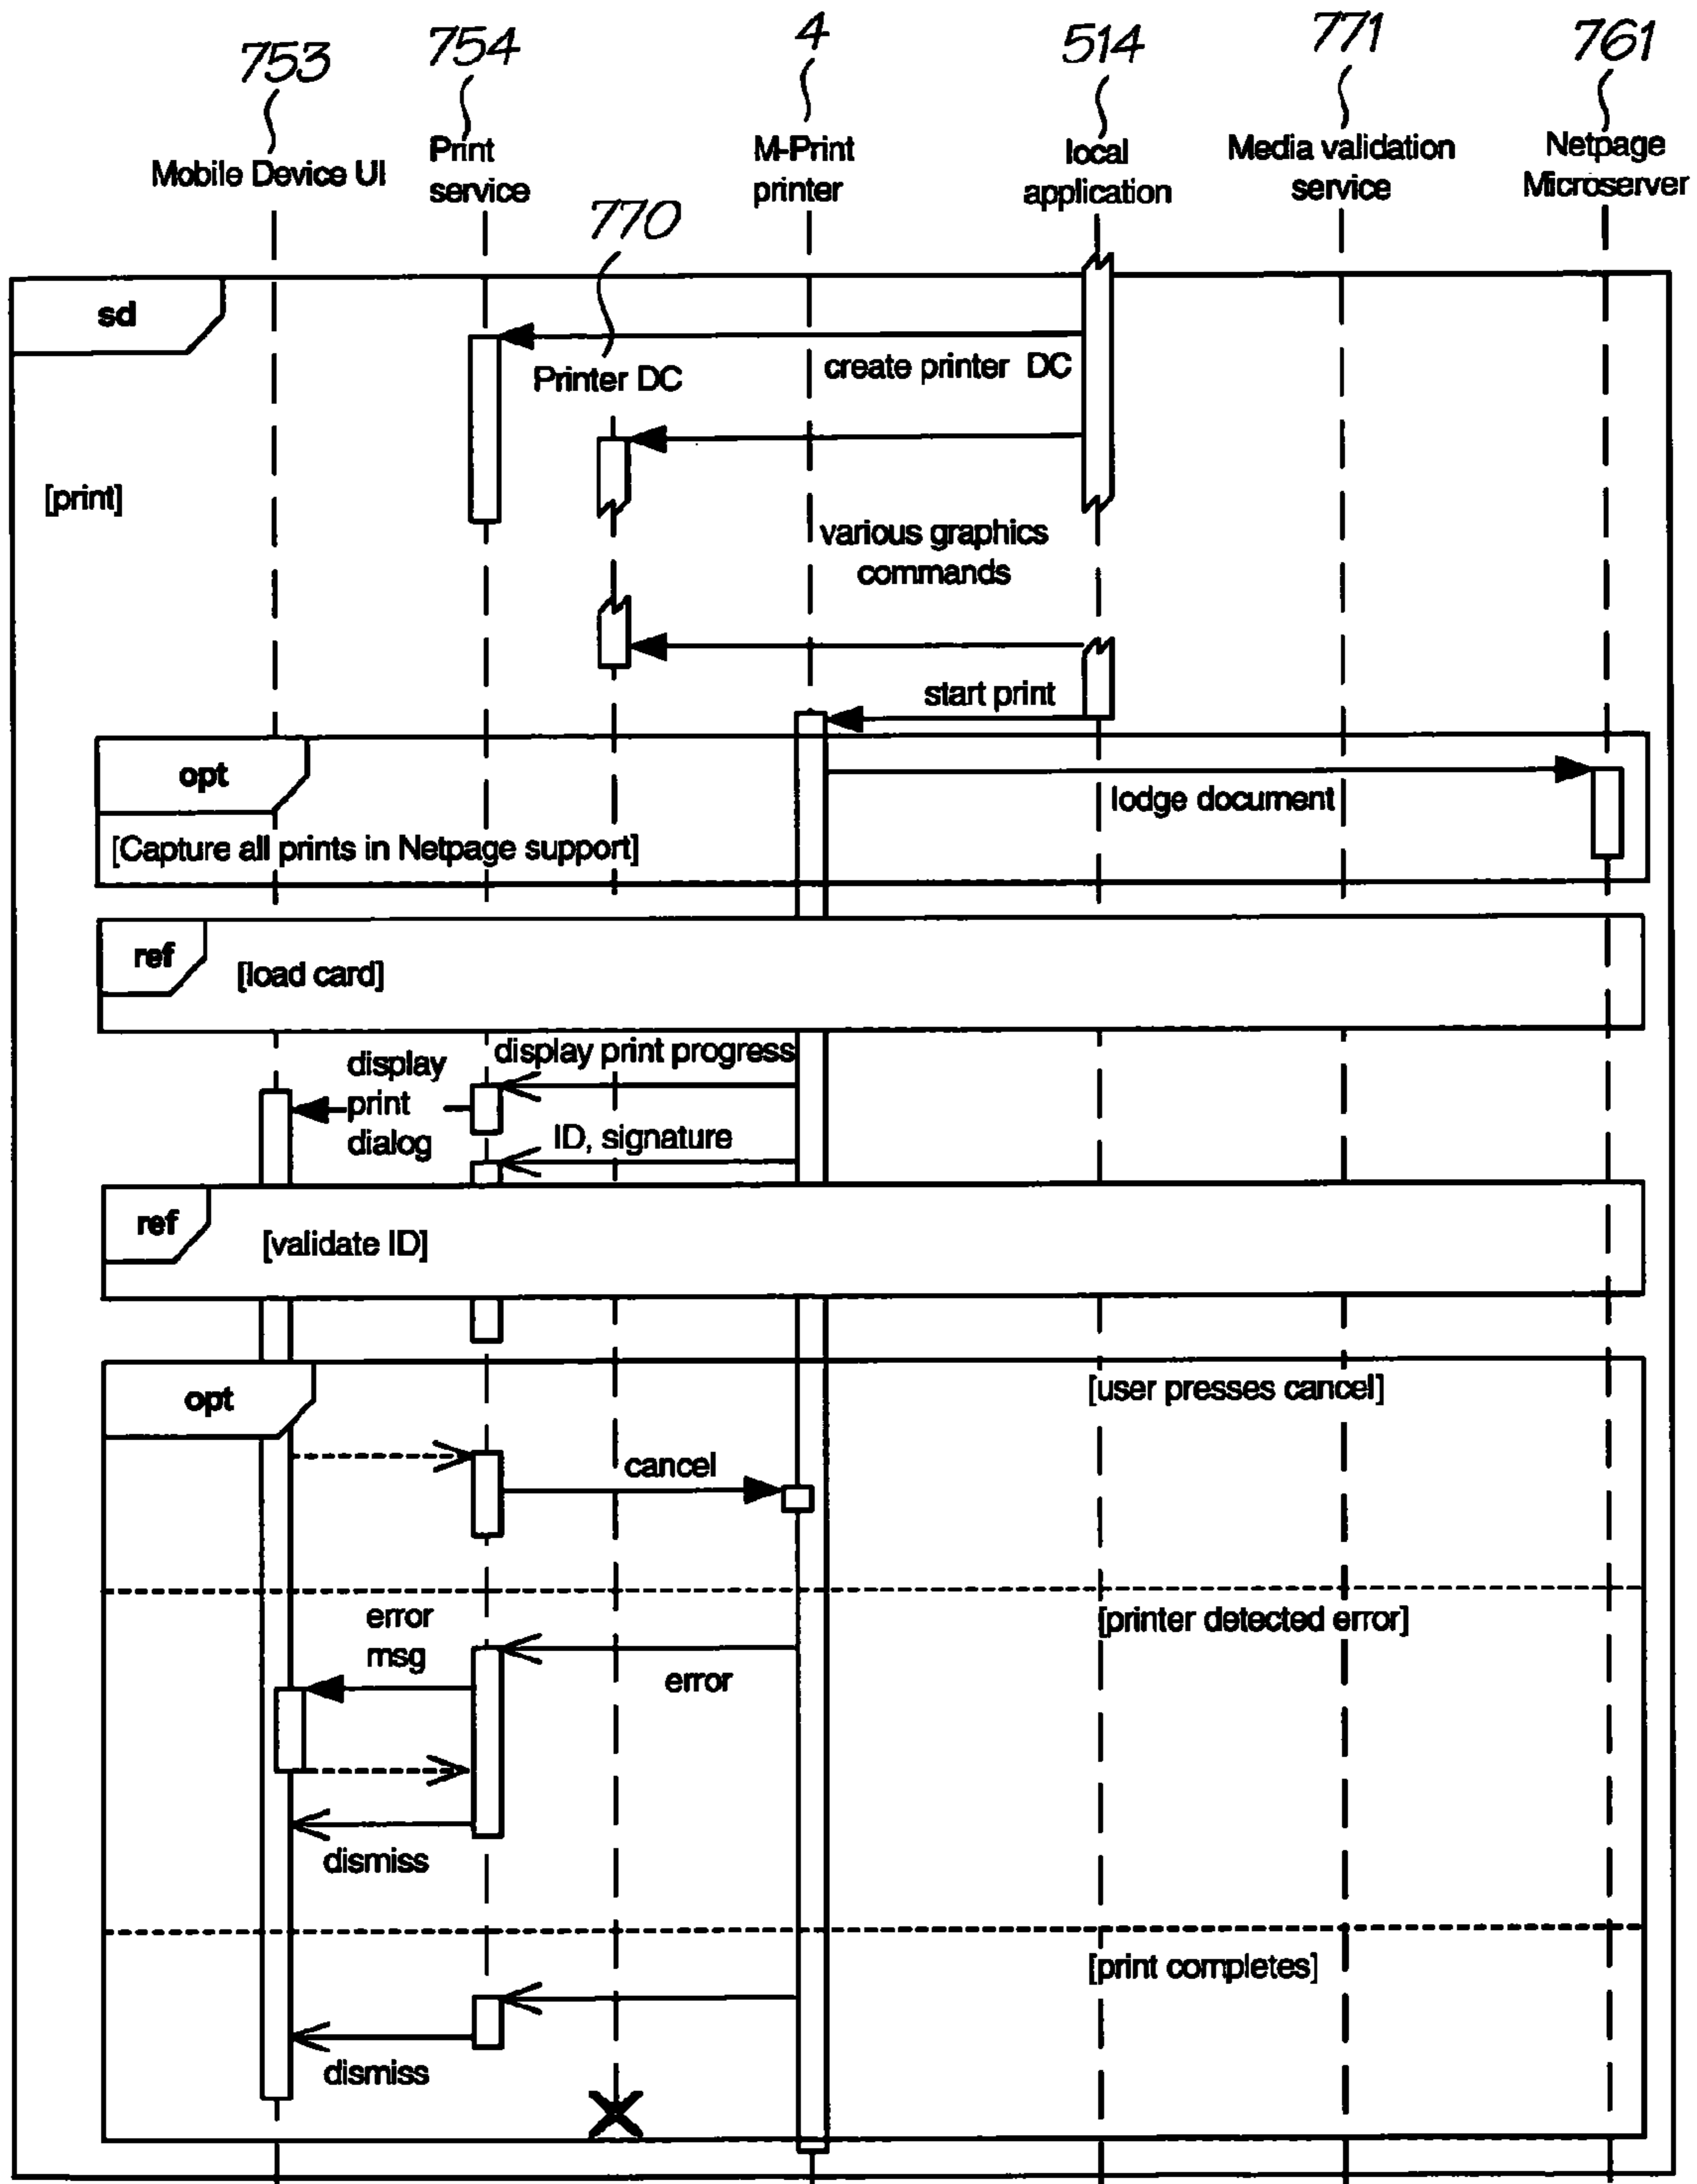 753
754
4
514
771
761
Mobile Device UI
Print
service
M-Print
printer
local
application
Media validation
service
Netpage
Microserver
770
sd
Printer DC
create printer DC
[print]
various graphics
commands
start print
opt
lodge document
[Capture all prints in Netpage support]
ref
[load card]
display print progress
display
print
dialog
ID, signature
ref
[validate ID]
opt
[user presses cancel]
cancel
error
msg
[printer detected error]
error
dismiss
[print completes]
dismiss